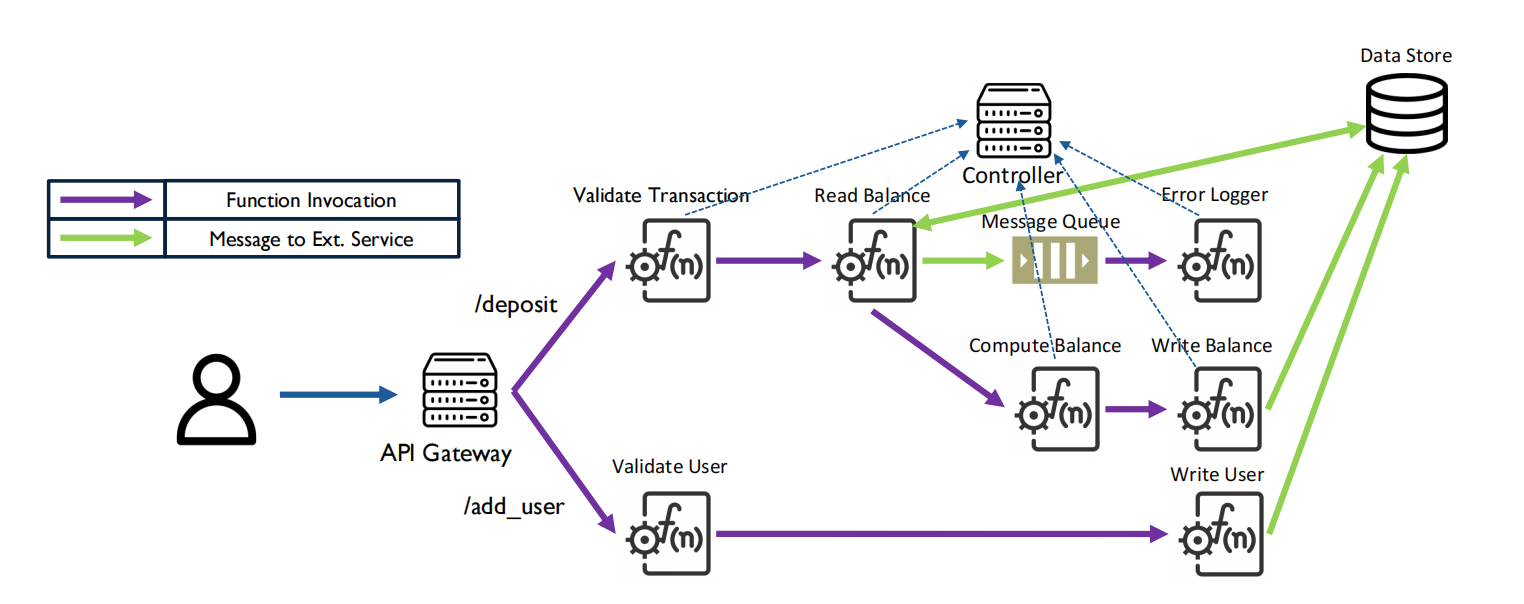 Data Store
Function Invocation
Message to Ext. Service
Controller
Validate Transaction
Read Balance
Error Logger
Message Queue
f(n)
f(n)
f(n)
/deposit
Compute Balance
Write Balance
f(n)
f(n)
API Gateway
Validate User
Write User
/add_user
f(n)
f(n)